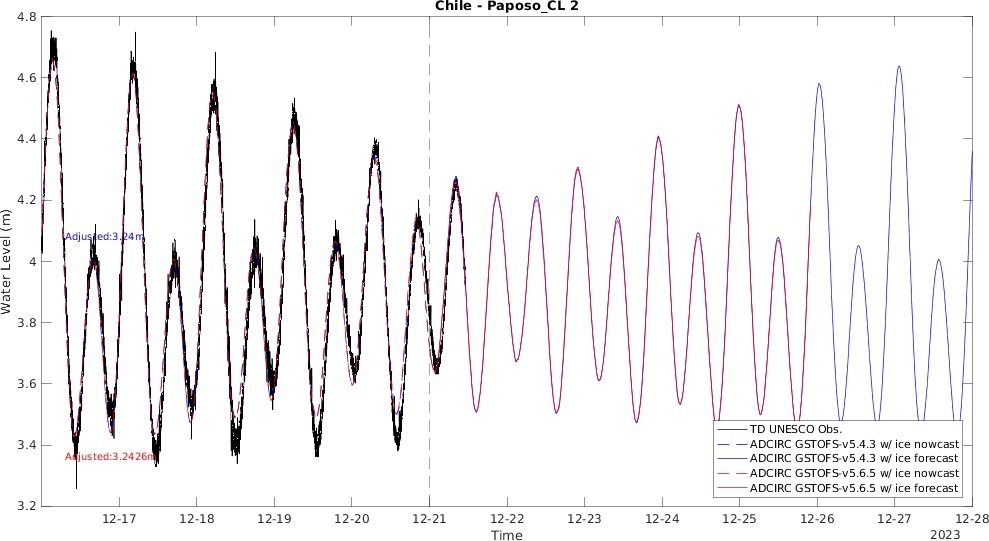 Chile - Paposo_CL 2
4.8
4.6
4.4
4.2
4
3.8
3.6
3.4
3.2
Water Level (m)
Adjusted:3.24m
Adjusted:3.2426m
TD UNESCO Obs.
ADCIRC GSTOFS-v5.4.3 w/ ice nowcast
ADCIRC GSTOFS-v5.4.3 w/ ice forecast
ADCIRC GSTOFS-v5.6.5 w/ ice nowcast
ADCIRC GSTOFS-v5.6.5 w/ ice forecast
12-17 12-18 12-19 12-20 12-21 12-22 12-23 12-24 12-25 12-26 12-27 12-28
Time
2023